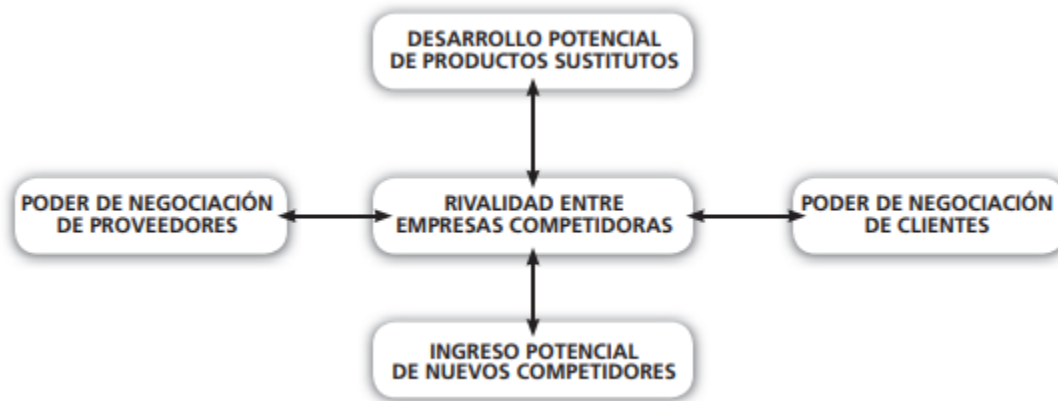 DESARROLLO POTENCIAL
DE PRODUCTOS SUSTITUTOS
PODER DE NEGOCIACIÓN
DE PROVEEDORES
RIVALIDAD ENTRE
EMPRESAS COMPETIDORAS
PODER DE NEGOCIACIÓN
DE CLIENTES
INGRESO POTENCIAL
DE NUEVOS COMPETIDORES